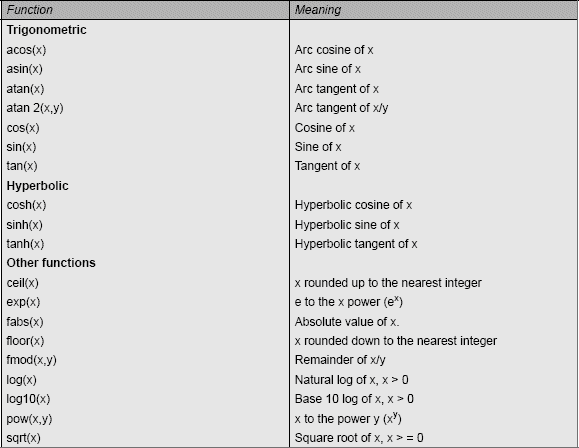 Function Meaning
Trigonometric
acos(x) Arc cosine of x
asin(x) Arc sine of x
atan(x) Arc tangent of x
atan 2(x,y) Arc tangent of x/y
cos(x) Cosine of x
sin(x) Sine of x
tan(x) Tangent of x
Hyperbolic
cosh(x) Hyperbolic cosine of x
sinh(x) Hyperbolic sine of x
tanh(x) Hyperbolic tangent of x
Other functions
ceil(x) x rounded up to the nearest integer
exp(x) e to the x power (eˣ)
fabs(x) Absolute value of x.
floor(x) x rounded down to the nearest integer
fmod(x,y) Remainder of x/y
log(x) Natural log of x, x > 0
log10(x) Base 10 log of x, x > 0
pow(x,y) x to the power y (xʸ)
sqrt(x) Square root of x, x > = 0